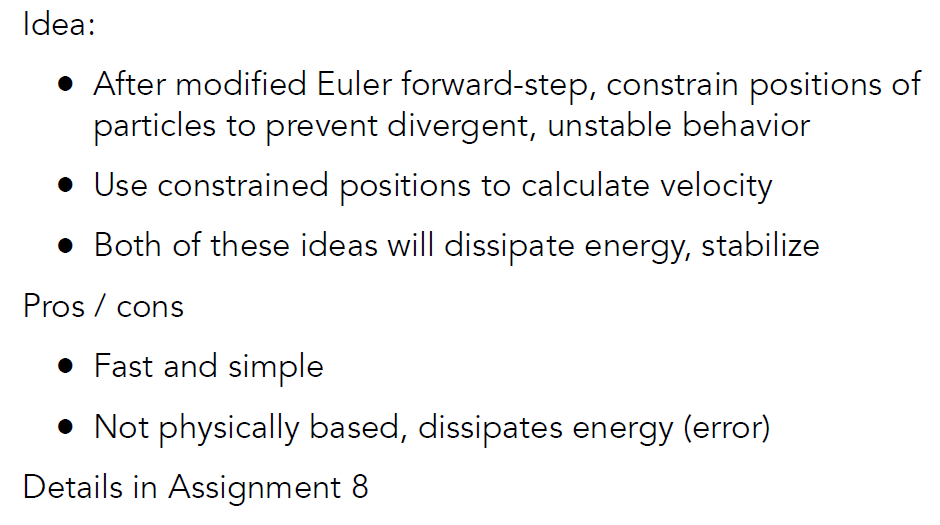 Idea:
● After modified Euler forward-step, constrain positions of
particles to prevent divergent, unstable behavior
● Use constrained positions to calculate velocity
● Both of these ideas will dissipate energy, stabilize
Pros / cons
● Fast and simple
● Not physically based, dissipates energy (error)
Details in Assignment 8